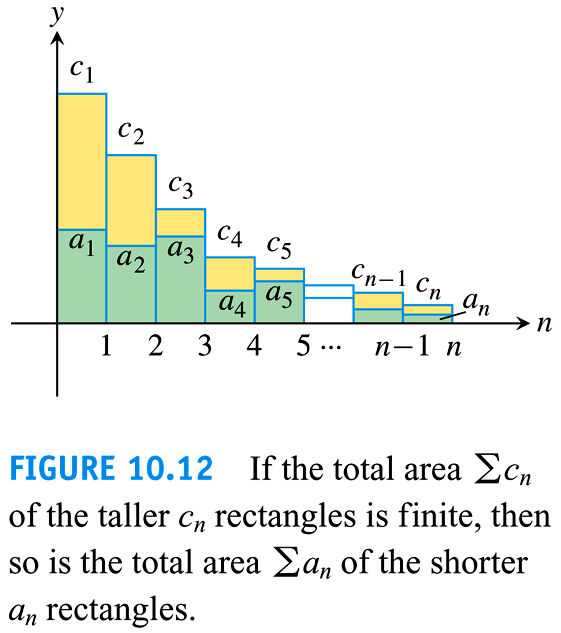 y
c₁
c₂
c₃
c₄
c₅
cₙ₋₁
cₙ
a₁
a₂
a₃
a₄
a₅
aₙ
1 2 3 4 5 ··· n−1 n
n
FIGURE 10.12 If the total area ∑cₙ
of the taller cₙ rectangles is finite, then
so is the total area ∑aₙ of the shorter
aₙ rectangles.